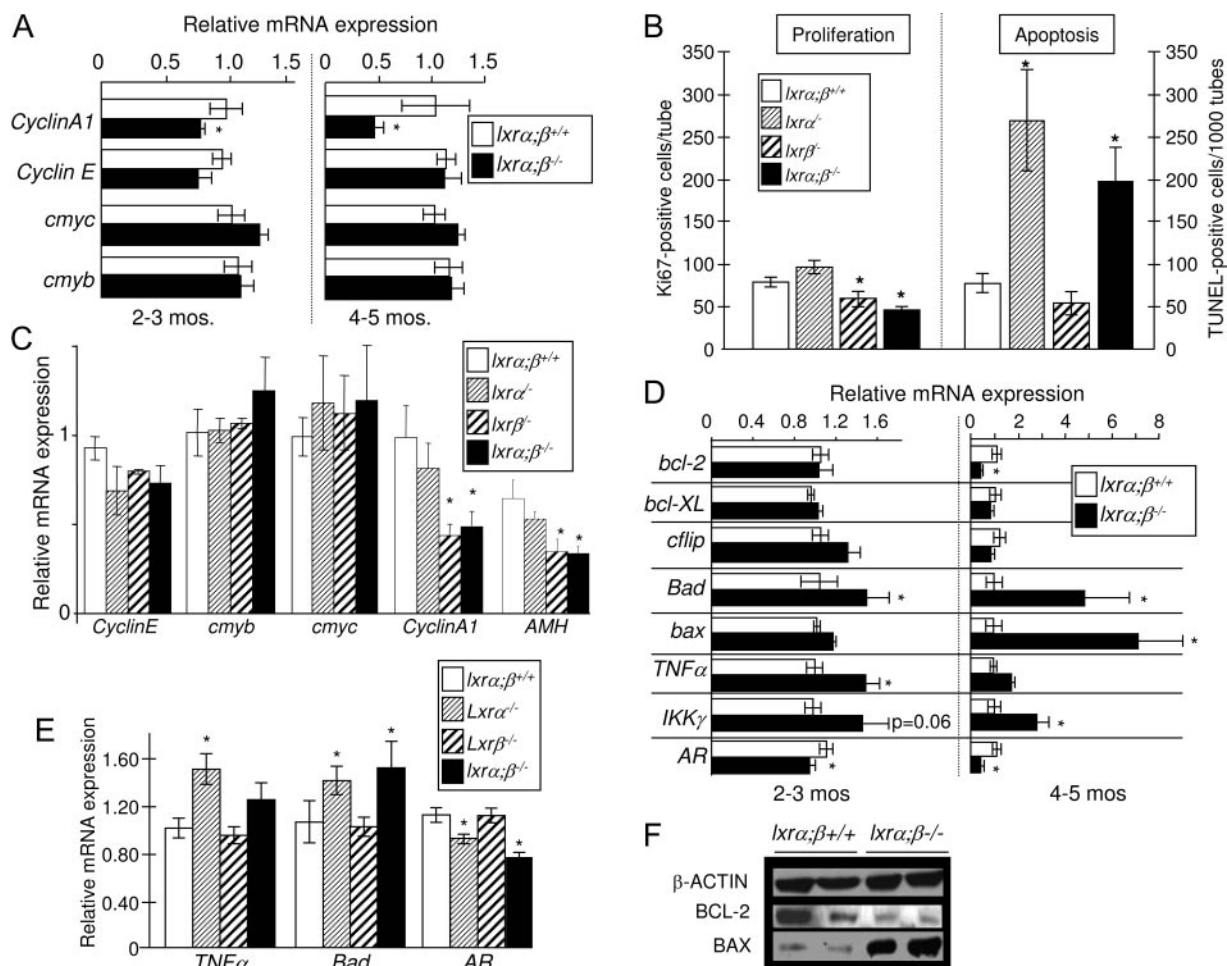 A
Relative mRNA expression
0 0.5 1.0 1.5 0 0.5 1.0 1.5
CyclinA1
*
*
Cyclin E
cmyc
cmyb
2-3 mos.
4-5 mos.
lxrα;β+/+
lxrα;β-/-
B
Proliferation
Apoptosis
Ki67-positive cells/tube
TUNEL-positive cells/1000 tubes
350 350
300 300
250 250
200 200
150 150
100 100
50 50
0 0
lxrα;β+/+
lxrα/-
lxrβ/-
lxrα;β-/-
* * * *
C
Relative mRNA expression
1
0
lxrα;β+/+
lxrα/-
lxrβ/-
lxrα;β-/-
* * * *
CyclinE cmyb cmyc CyclinA1 AMH
D
Relative mRNA expression
0 0.4 1.0 1.6 0 2 4 6 8
bcl-2
*
bcl-XL
cflip
Bad
* *
bax
*
TNFα
*
IKKγ
p=0.06 *
AR
* *
2-3 mos
4-5 mos
lxrα;β+/+
lxrα;β-/-
E
Relative mRNA expression
1.60
1.20
0.80
0.40
0
lxrα;β+/+
Lxrα-/-
Lxrβ-/-
lxrα;β-/-
* * * * *
TNFα Bad AR
F
lxrα;β+/+ lxrα;β-/-
β-ACTIN
BCL-2
BAX